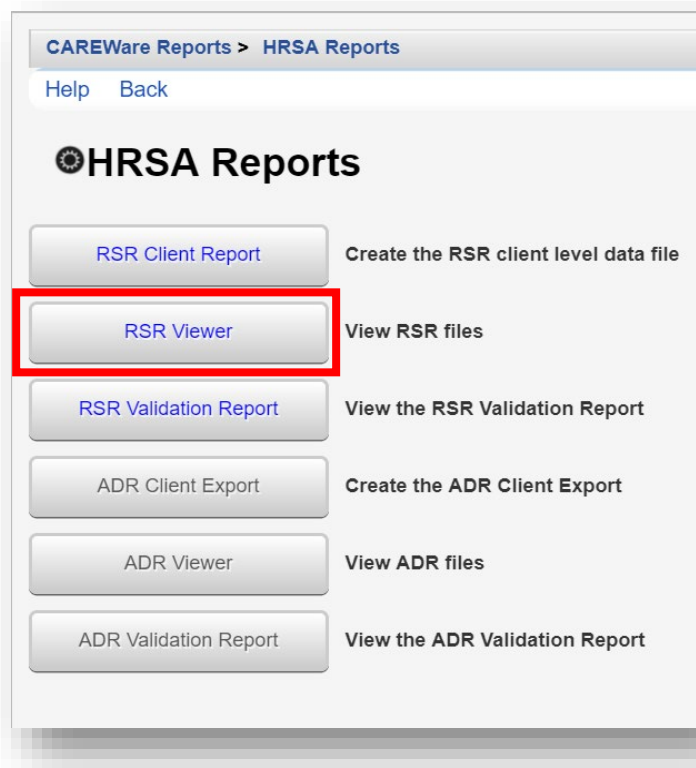 CAREWare Reports > HRSA Reports
Help Back
HRSA Reports
RSR Client Report Create the RSR client level data file
RSR Viewer View RSR files
RSR Validation Report View the RSR Validation Report
ADR Client Export Create the ADR Client Export
ADR Viewer View ADR files
ADR Validation Report View the ADR Validation Report